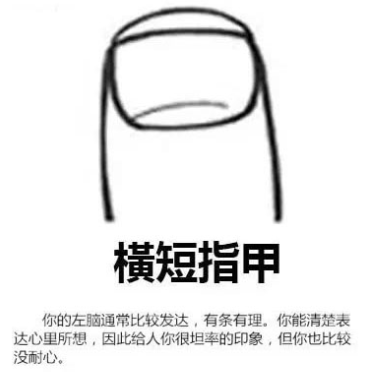 橫短指甲
你的左脑通常比较发达，有条有理。你能清楚表
达心里所想，因此给人你很坦率的印象，但你也比较
没耐心。